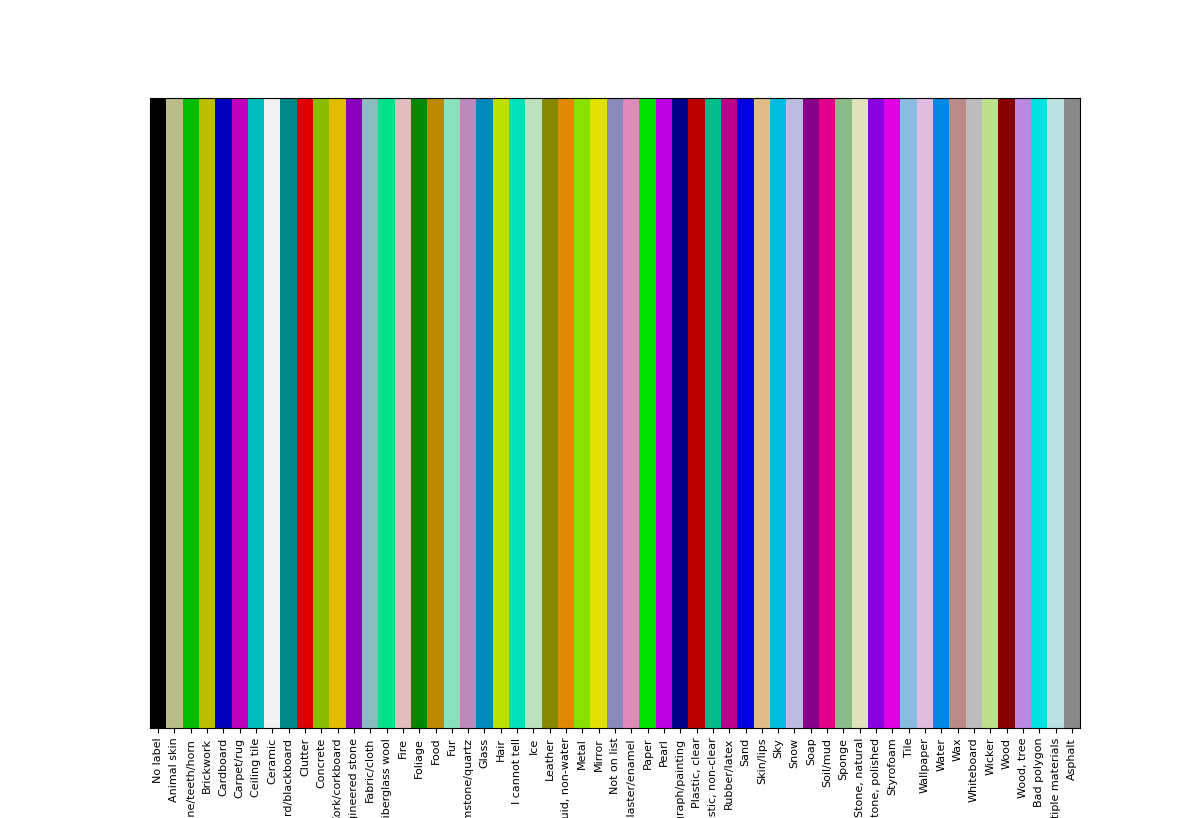 No label
Animal skin
ne/teeth/horn
Brickwork
Cardboard
Carpet/rug
Ceiling tile
Ceramic
rd/blackboard
Clutter
Concrete
Cork/corkboard
gineered stone
Fabric/cloth
iberglass wool
Fire
Foliage
Food
Fur
mstone/quartz
Glass
Hair
I cannot tell
Ice
Leather
uid, non-water
Metal
Mirror
Not on list
laster/enamel
Paper
Pearl
graph/painting
Plastic, clear
stic, non-clear
Rubber/latex
Sand
Skin/lips
Sky
Snow
Soap
Soil/mud
Sponge
Stone, natural
tone, polished
Styrofoam
Tile
Wallpaper
Water
Wax
Whiteboard
Wicker
Wood
Wood, tree
Bad polygon
tiple materials
Asphalt